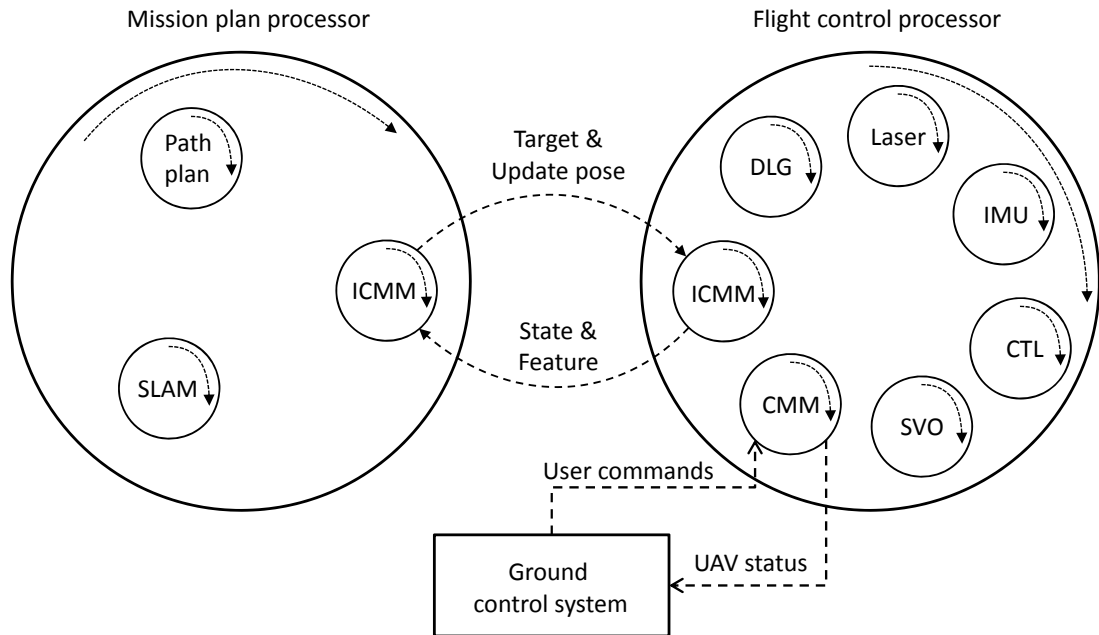 Mission plan processor
Flight control processor
Path
plan
ICMM
SLAM
Target &
Update pose
State &
Feature
DLG
Laser
IMU
ICMM
CTL
CMM
SVO
User commands
UAV status
Ground
control system